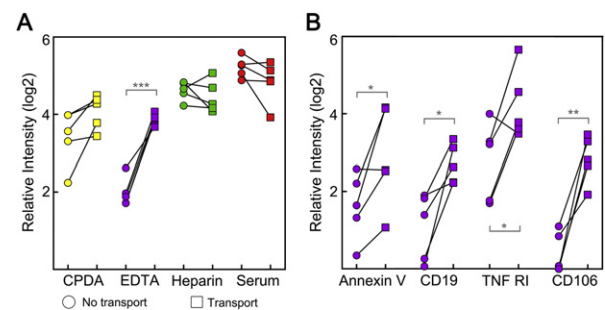 A
Relative Intensity (log2)
6
4
2
***
CPDA EDTA Heparin Serum
No transport Transport
B
Relative Intensity (log2)
6
4
2
* * * **
Annexin V CD19 TNF RI CD106